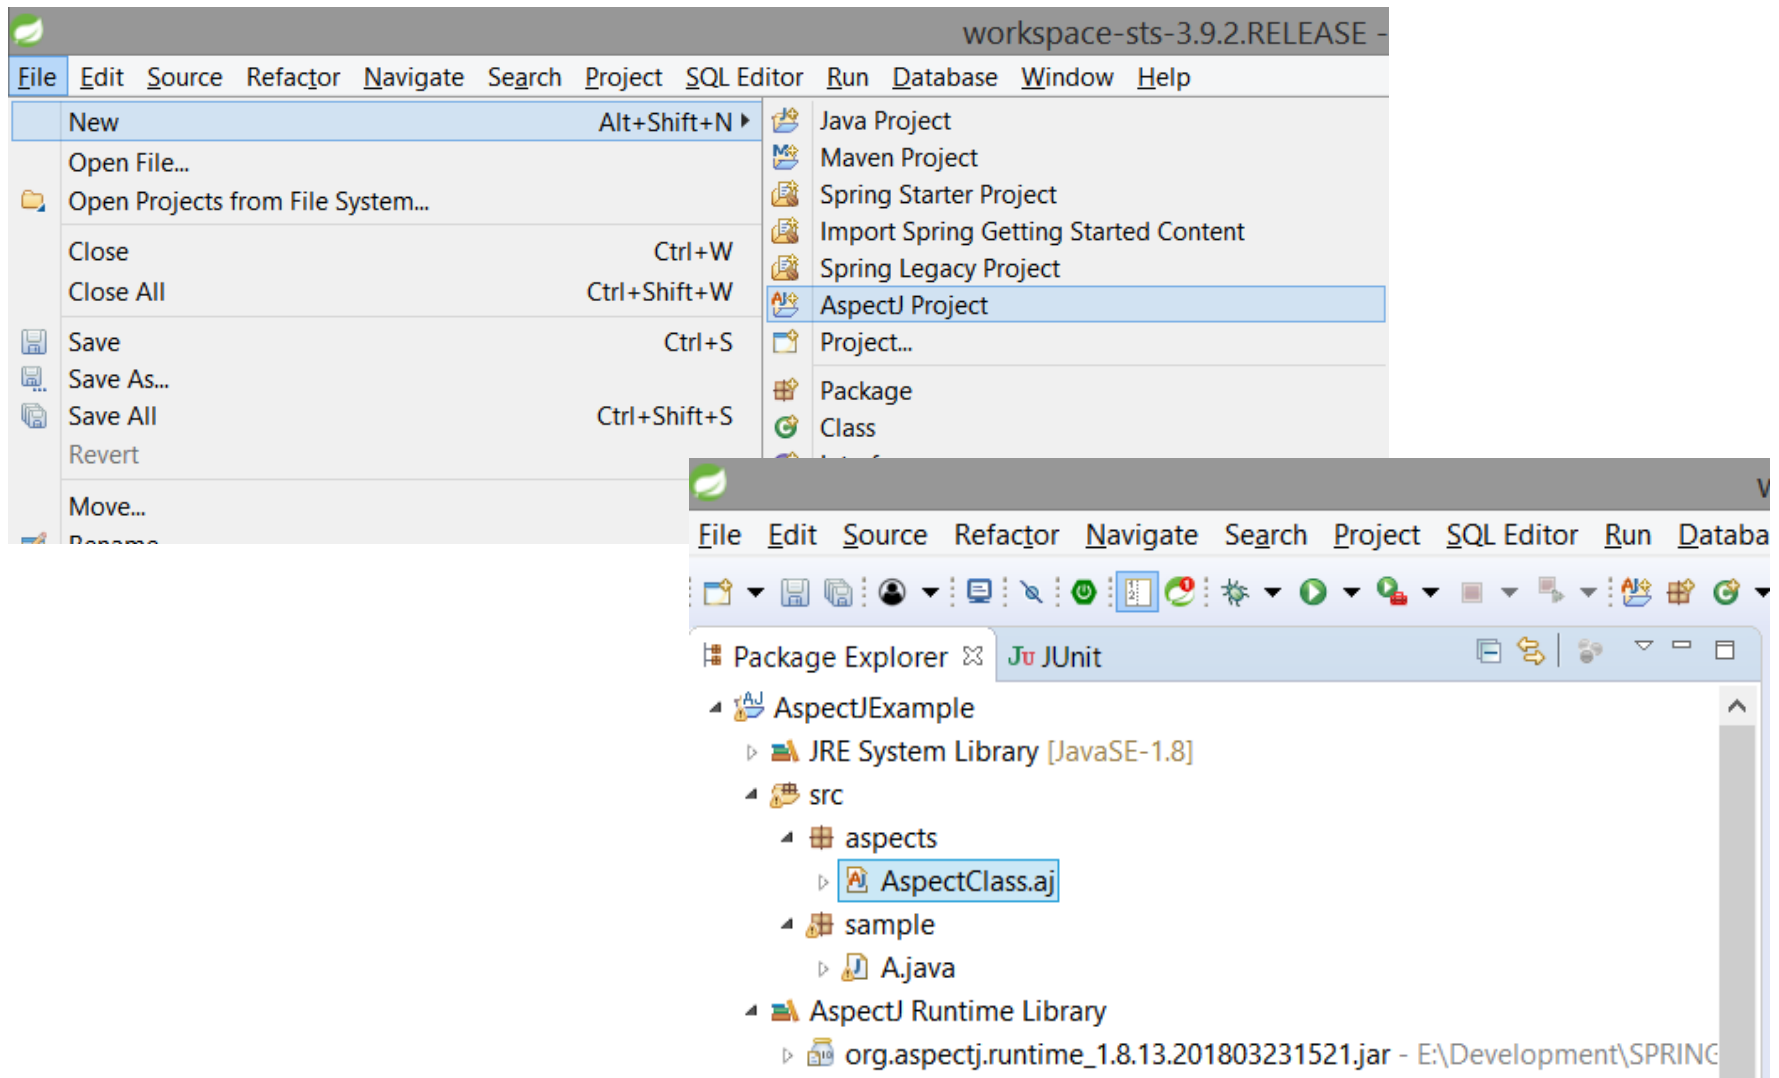 workspace-sts-3.9.2.RELEASE -
File Edit Source Refactor Navigate Search Project SQL Editor Run Database Window Help
New Alt+Shift+N
Open File...
Open Projects from File System...
Close Ctrl+W
Close All Ctrl+Shift+W
Save Ctrl+S
Save As...
Save All Ctrl+Shift+S
Revert
Move...
Java Project
Maven Project
Spring Starter Project
Import Spring Getting Started Content
Spring Legacy Project
AspectJ Project
Project...
Package
Class
File Edit Source Refactor Navigate Search Project SQL Editor Run Databa
Package Explorer JUnit
AspectJExample
JRE System Library [JavaSE-1.8]
src
aspects
AspectClass.aj
sample
A.java
AspectJ Runtime Library
org.aspectj.runtime_1.8.13.201803231521.jar - E:\Development\SPRING